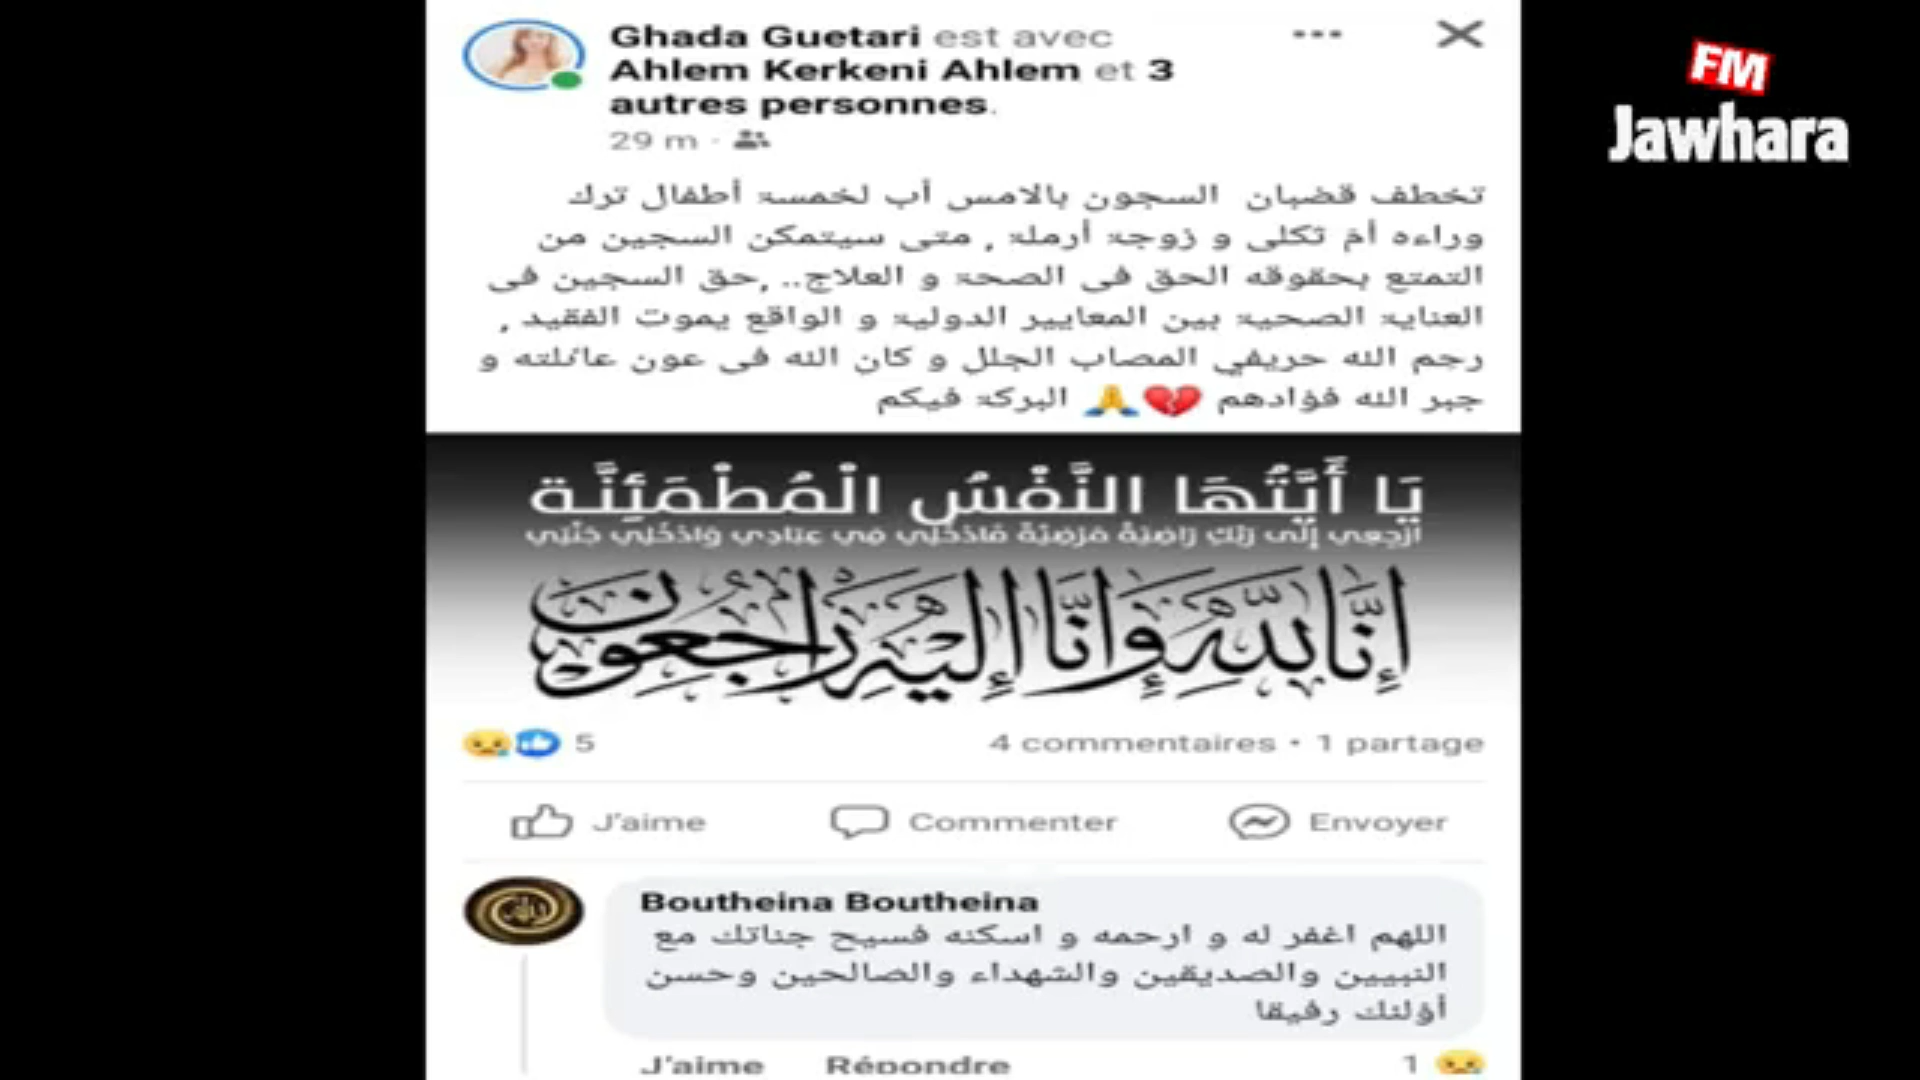 Ghada Guetari est avec
Ahlem Kerkeni Ahlem et 3
autres personnes.
29 m ·
FM
Jawhara
تخطف قضبان السجون بالامس أب لخمسة أطفال ترك
وراءه أمّ ثكلى و زوجة أرملة , متى سيتمكن السجين من
التمتع بحقوقه الحق في الصحة و العلاج.. ,حق السجين في
العناية الصحية بين المعايير الدولية و الواقع يموت الفقيد ,
رحم الله حريفي المصاب الجلل و كان الله في عون عائلته و
جبر الله فؤادهم 💔🙏 البركة فيكم
يَا أَيَّتُهَا النَّفْسُ الْمُطْمَئِنَّة
ارْجِعِي إِلَى رَبِّكِ رَاضِيَةً مَّرْضِيَّةً فَادْخُلِي فِي عِبَادِي وَادْخُلِي جَنَّتِي
إِنَّا لِلَّهِ وَإِنَّا إِلَيْهِ رَاجِعُونَ
5
4 commentaires • 1 partage
J'aime
Commenter
Envoyer
Boutheina Boutheina
اللهم اغفر له و ارحمه و اسكنه فسيح جناتك مع
النبيين والصديقين والشهداء والصالحين وحسن
أؤلئك رفيقا
J'aime
Répondre
1